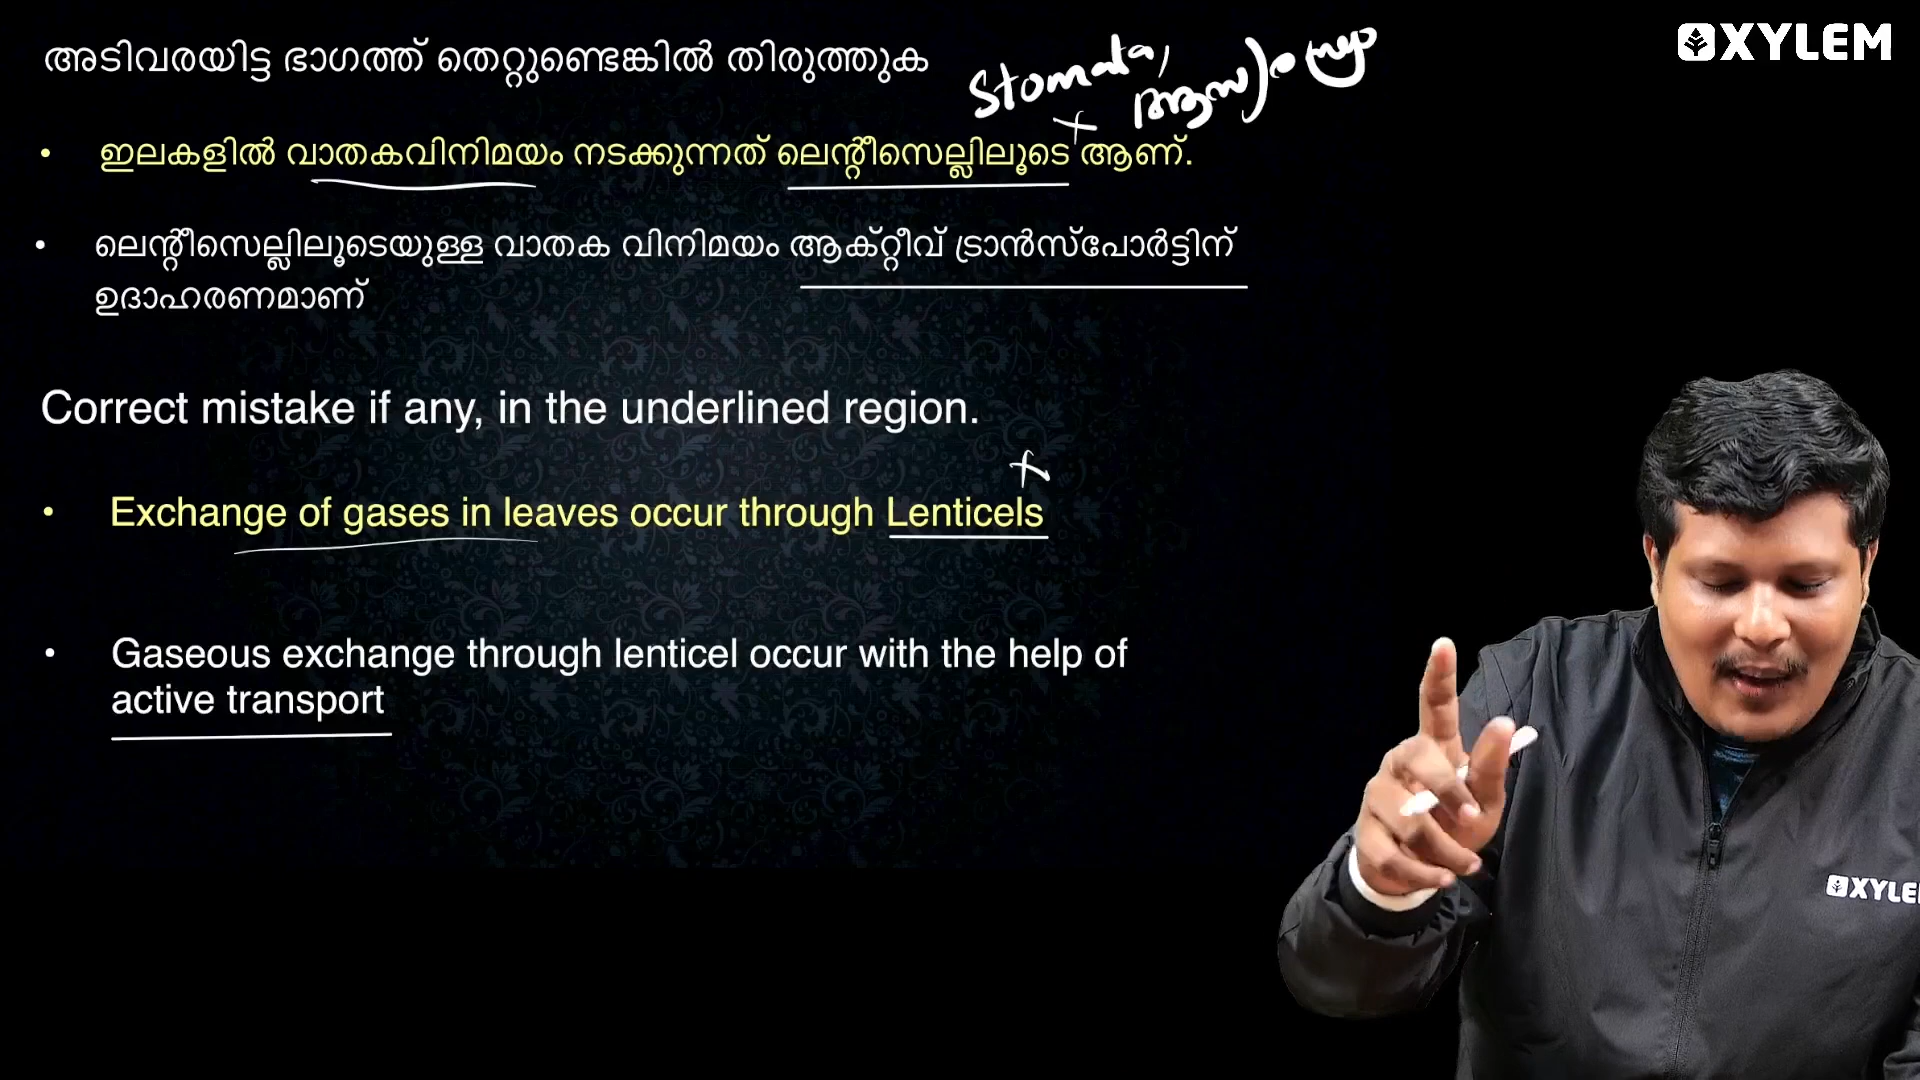 XYLEM
അടിവരയിട്ട ഭാഗത്ത് തെറ്റുണ്ടെങ്കിൽ തിരുത്തുക
Stomata,
• ഇലകളിൽ വാതകവിനിമയം നടക്കുന്നത് ലെന്റീസെല്ലിലൂടെ ആണ്.
• ലെന്റീസെല്ലിലൂടെയുള്ള വാതക വിനിമയം ആക്റ്റീവ് ട്രാൻസ്പോർട്ടിന്
ഉദാഹരണമാണ്
Correct mistake if any, in the underlined region.
• Exchange of gases in leaves occur through Lenticels
• Gaseous exchange through lenticel occur with the help of
active transport